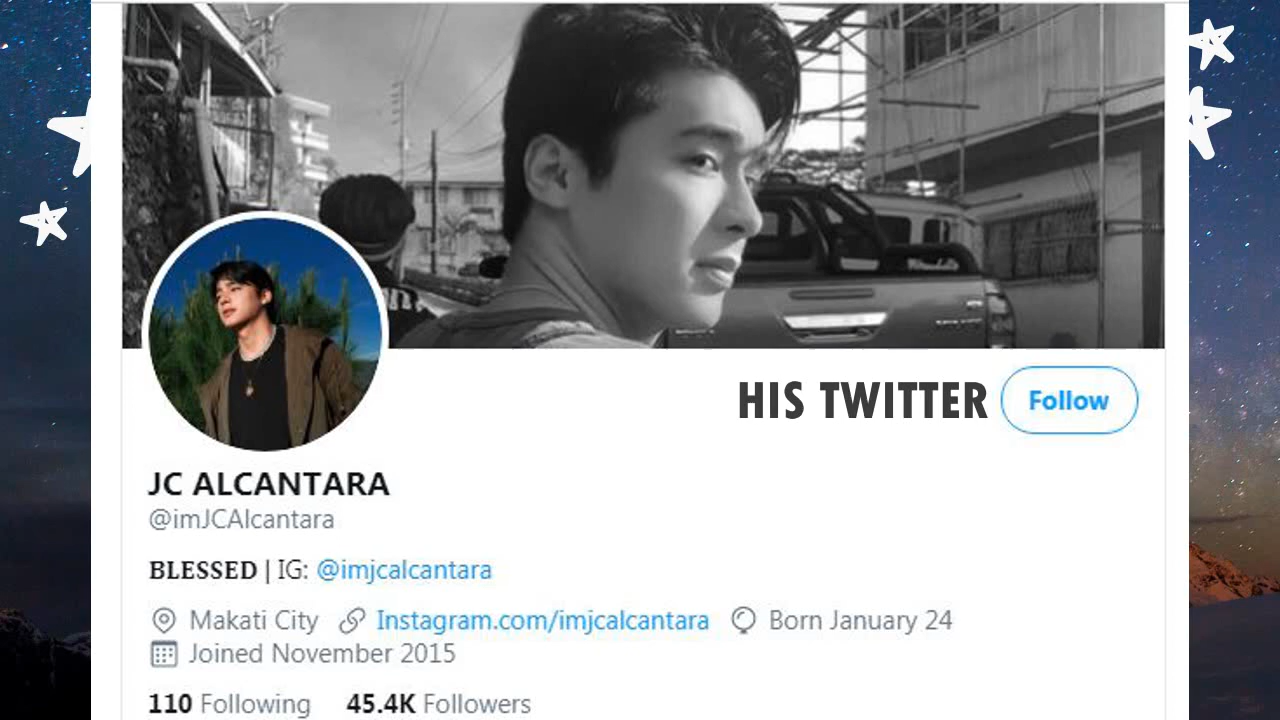 HIS TWITTER
Follow
JC ALCANTARA
@imJCAlcantara
BLESSED | IG: @imjcalcantara
Makati City Instagram.com/imjcalcantara Born January 24
Joined November 2015
110 Following 45.4K Followers